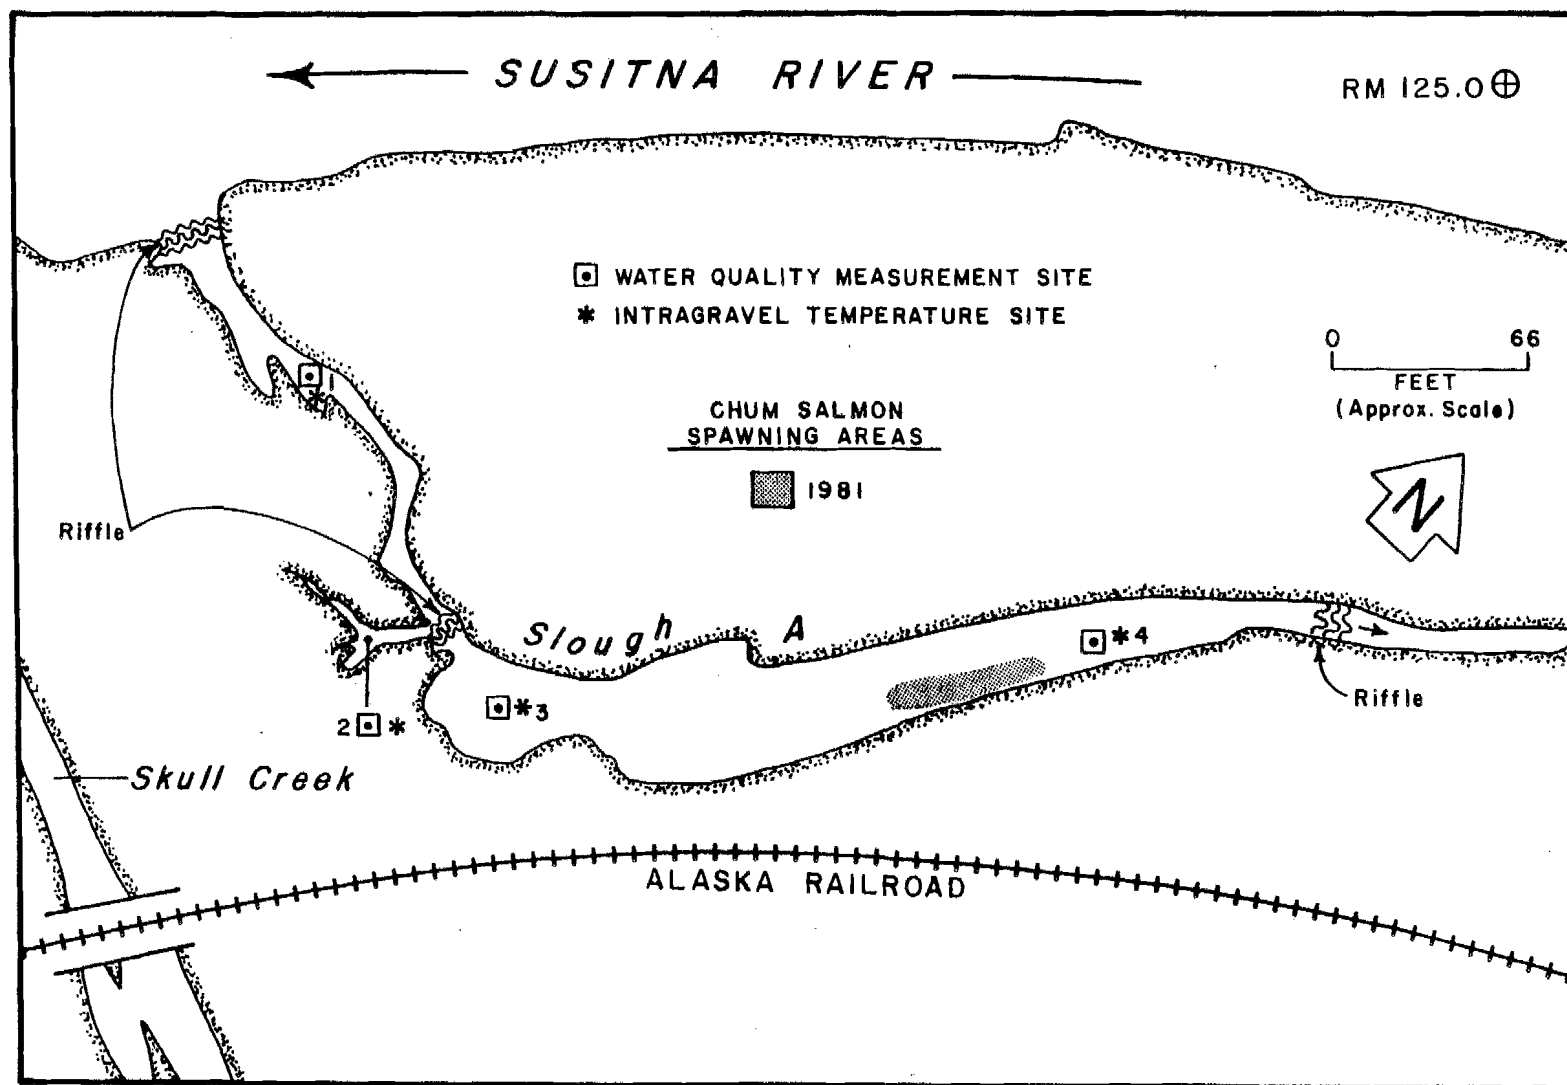 SUSITNA RIVER
RM 125.0
WATER QUALITY MEASUREMENT SITE
* INTRAGRAVEL TEMPERATURE SITE
0 66
FEET
(Approx. Scale)
CHUM SALMON
SPAWNING AREAS
1981
N
1
*
Riffle
Slough A
*4
*3
Riffle
2 *
Skull Creek
ALASKA RAILROAD